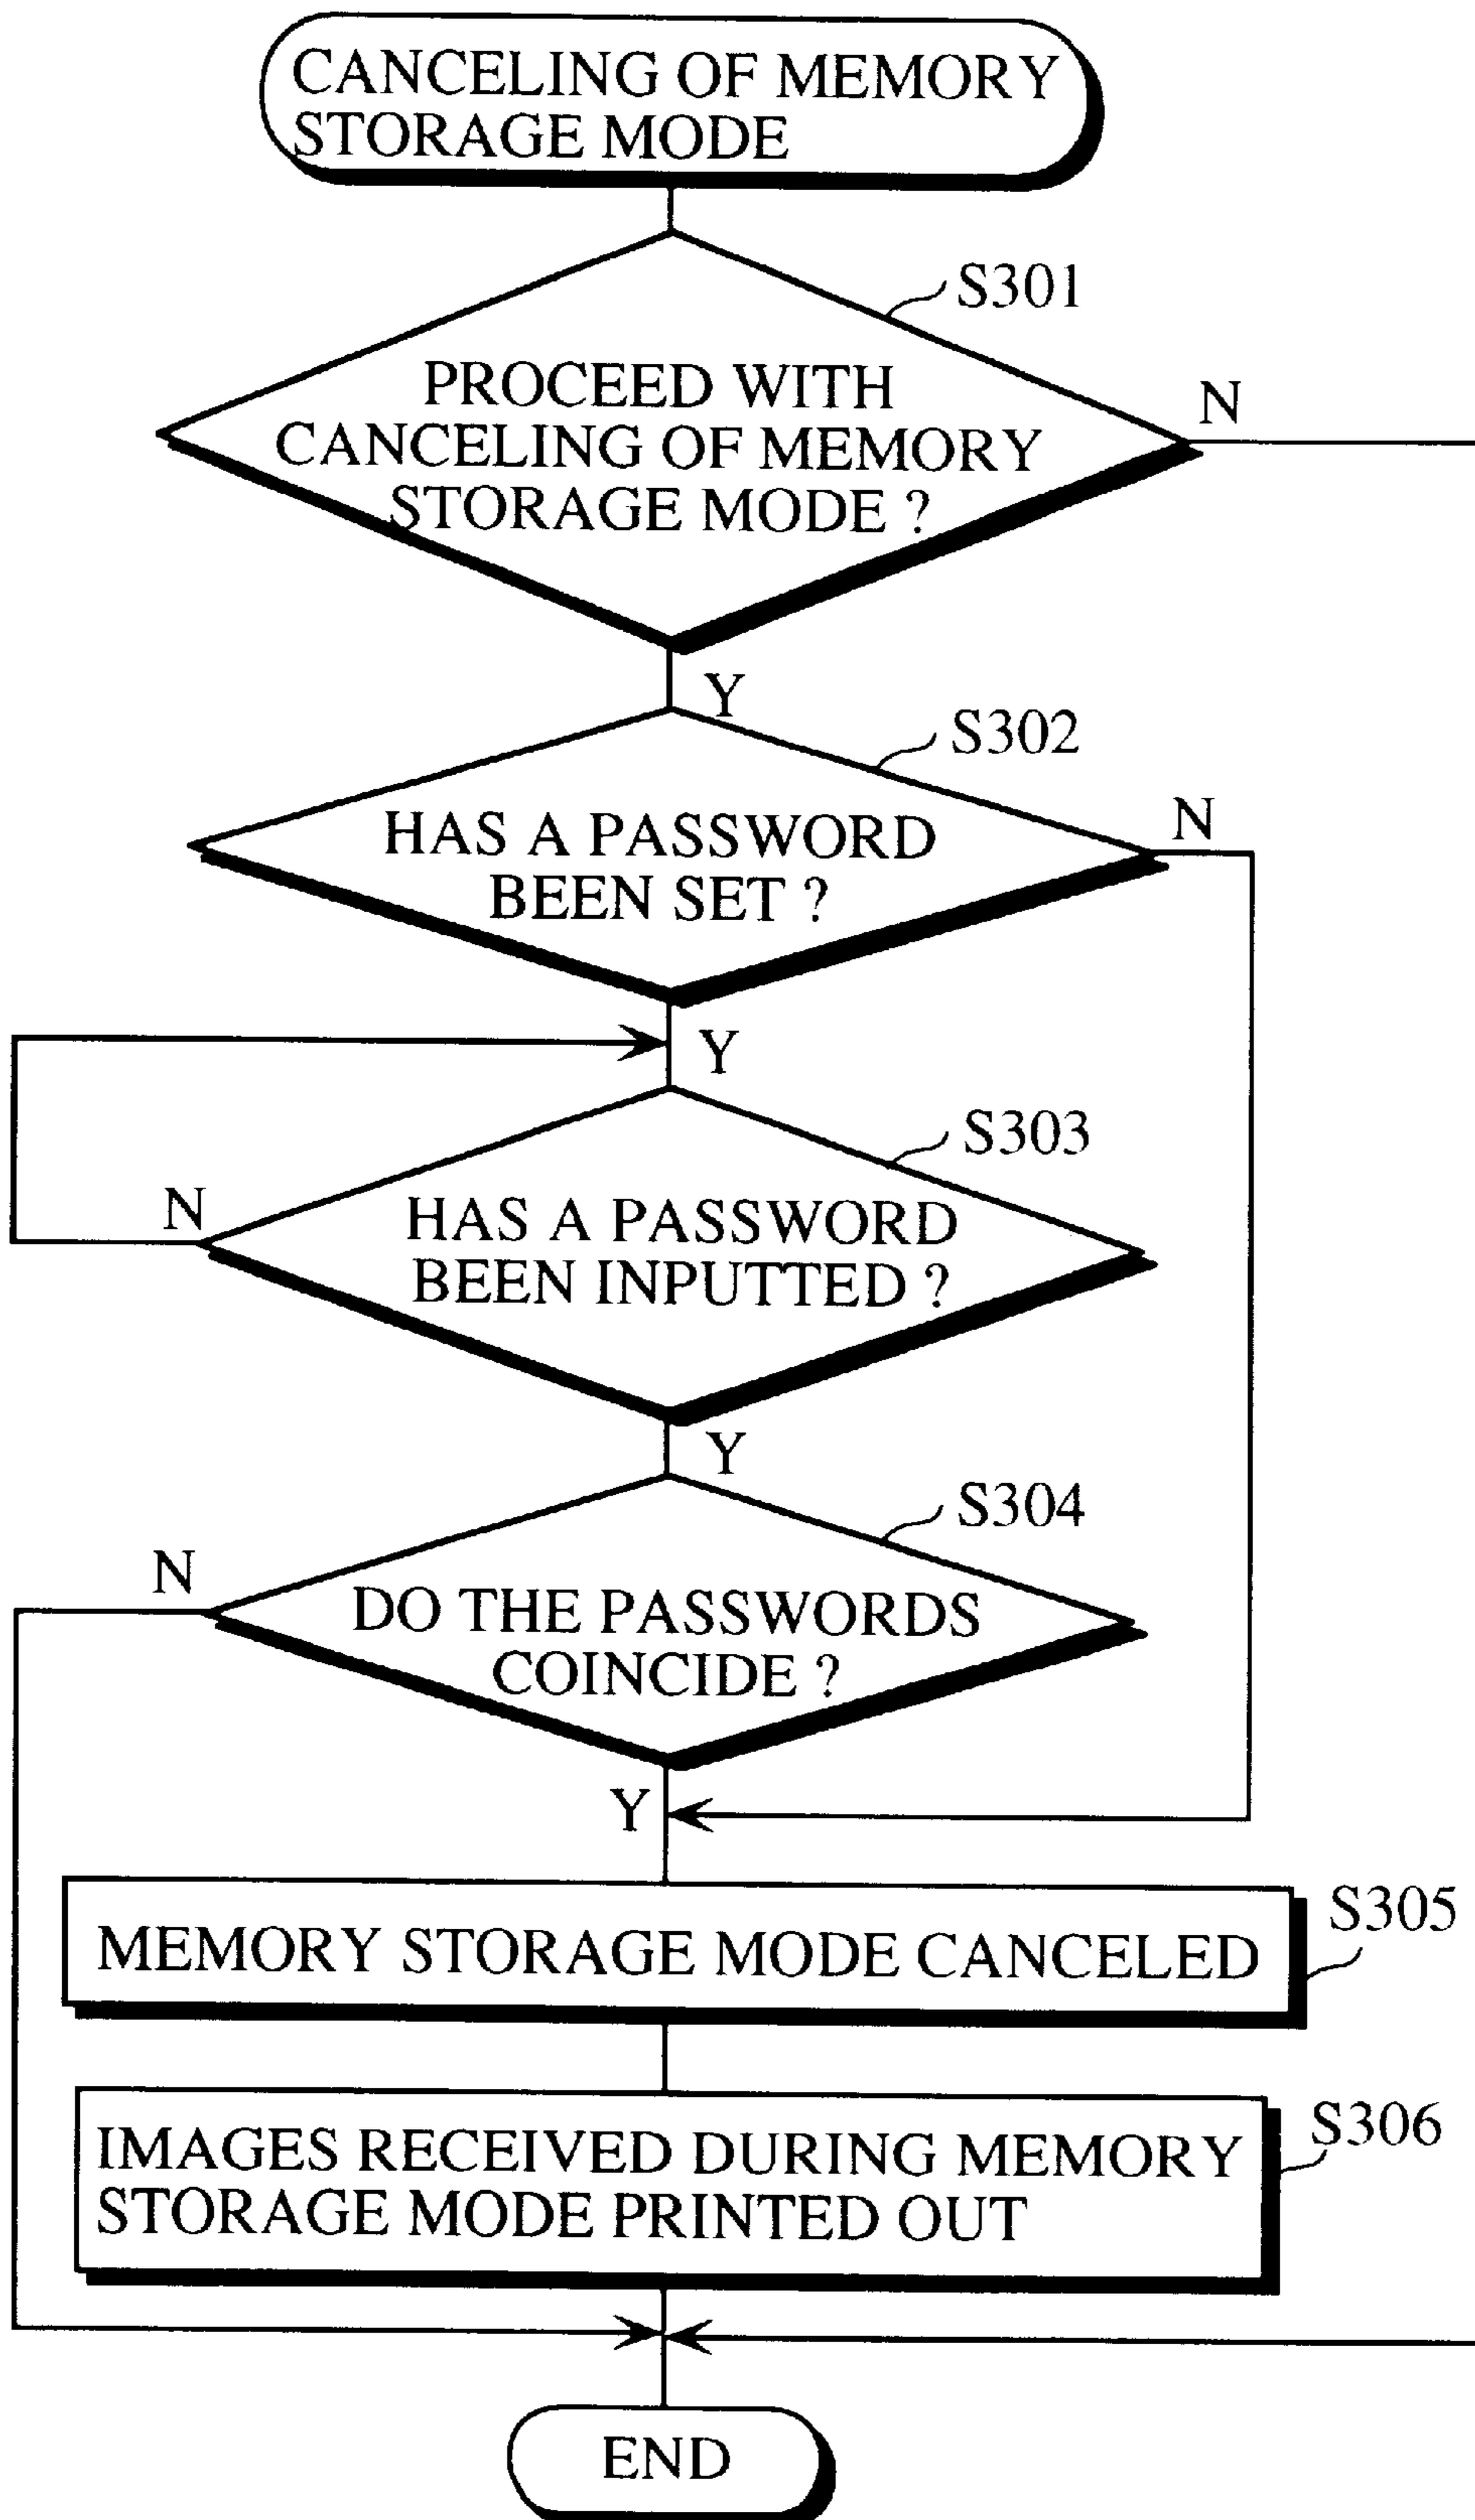 CANCELING OF MEMORY
STORAGE MODE
S301
PROCEED WITH
CANCELING OF MEMORY
STORAGE MODE ?
N
Y
S302
HAS A PASSWORD
BEEN SET ?
N
Y
S303
HAS A PASSWORD
BEEN INPUTTED ?
N
Y
S304
DO THE PASSWORDS
COINCIDE ?
N
Y
MEMORY STORAGE MODE CANCELED
S305
IMAGES RECEIVED DURING MEMORY
STORAGE MODE PRINTED OUT
S306
END